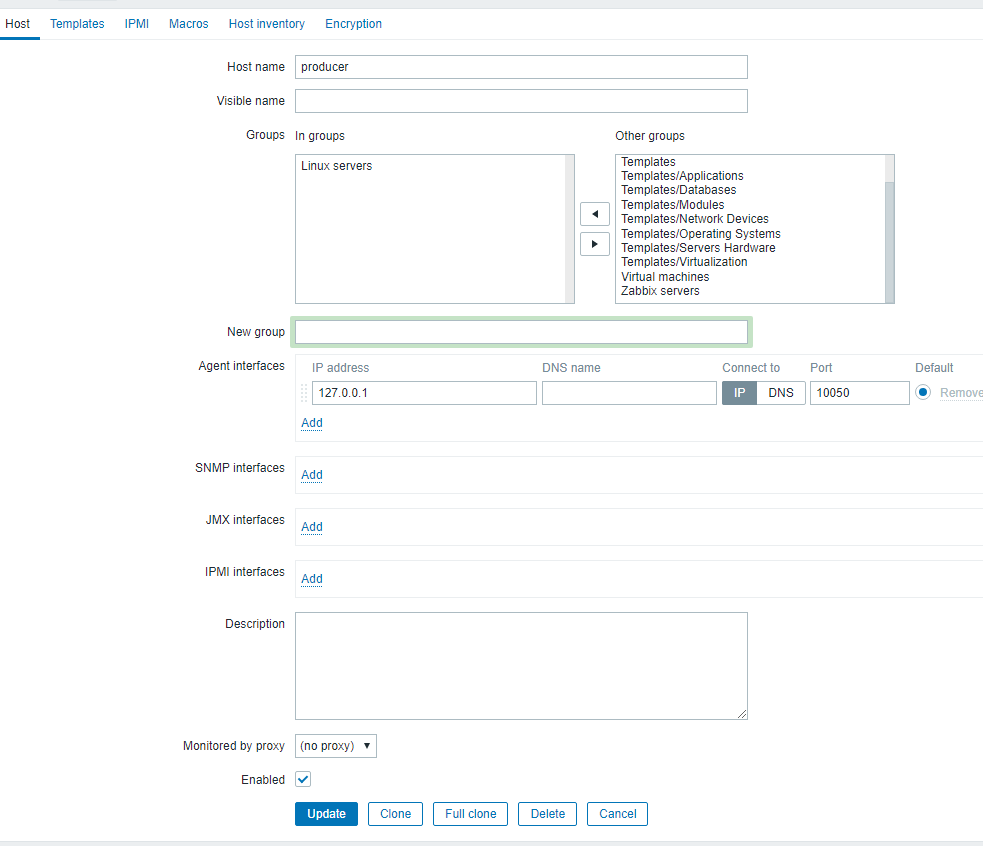 Host Templates IPMI Macros Host inventory Encryption
Host name producer
Visible name
Groups In groups Other groups
Linux servers
Templates
Templates/Applications
Templates/Databases
Templates/Modules
Templates/Network Devices
Templates/Operating Systems
Templates/Servers Hardware
Templates/Virtualization
Virtual machines
Zabbix servers
New group
Agent interfaces IP address DNS name Connect to Port Default
127.0.0.1 IP DNS 10050 Remove
Add
SNMP interfaces Add
JMX interfaces Add
IPMI interfaces Add
Description
Monitored by proxy (no proxy)
Enabled
Update Clone Full clone Delete Cancel